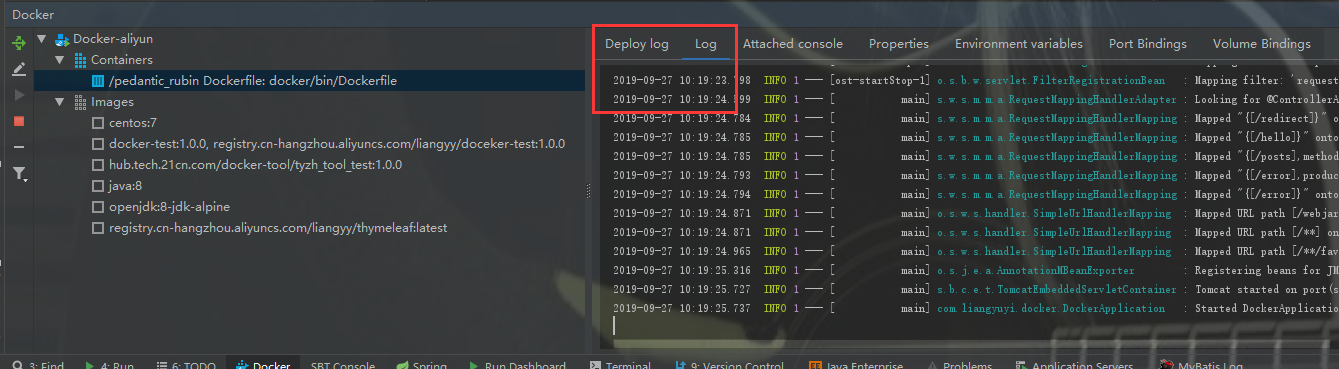 Docker
Docker-aliyun
Containers
/pedantic_rubin Dockerfile: docker/bin/Dockerfile
Images
centos:7
docker-test:1.0.0, registry.cn-hangzhou.aliyuncs.com/liangyy/doceker-test:1.0.0
hub.tech.21cn.com/docker-tool/tyzh_tool_test:1.0.0
java:8
openjdk:8-jdk-alpine
registry.cn-hangzhou.aliyuncs.com/liangyy/thymeleaf:latest
Deploy log Log Attached console Properties Environment variables Port Bindings Volume Bindings
2019-09-27 10:19:23.798 INFO 1 --- [ost-startStop-1] o.s.b.w.servlet.FilterRegistrationBean : Mapping filter: 'reques
2019-09-27 10:19:24.599 INFO 1 --- [ main] s.w.s.m.m.a.RequestMappingHandlerAdapter : Looking for @ControllerA
2019-09-27 10:19:24.784 INFO 1 --- [ main] s.w.s.m.m.a.RequestMappingHandlerMapping : Mapped "{[/redirect]}" o
2019-09-27 10:19:24.785 INFO 1 --- [ main] s.w.s.m.m.a.RequestMappingHandlerMapping : Mapped "{[/hello]}" onto
2019-09-27 10:19:24.785 INFO 1 --- [ main] s.w.s.m.m.a.RequestMappingHandlerMapping : Mapped "{[/posts],method
2019-09-27 10:19:24.793 INFO 1 --- [ main] s.w.s.m.m.a.RequestMappingHandlerMapping : Mapped "{[/error],produc
2019-09-27 10:19:24.794 INFO 1 --- [ main] s.w.s.m.m.a.RequestMappingHandlerMapping : Mapped "{[/error]}" onto
2019-09-27 10:19:24.871 INFO 1 --- [ main] o.s.w.s.handler.SimpleUrlHandlerMapping : Mapped URL path [/webjar
2019-09-27 10:19:24.871 INFO 1 --- [ main] o.s.w.s.handler.SimpleUrlHandlerMapping : Mapped URL path [/**] on
2019-09-27 10:19:24.965 INFO 1 --- [ main] o.s.w.s.handler.SimpleUrlHandlerMapping : Mapped URL path [/**/fav
2019-09-27 10:19:25.316 INFO 1 --- [ main] o.s.j.e.a.AnnotationMBeanExporter : Registering beans for JM
2019-09-27 10:19:25.727 INFO 1 --- [ main] s.b.c.e.t.TomcatEmbeddedServletContainer : Tomcat started on port(s
2019-09-27 10:19:25.737 INFO 1 --- [ main] com.liangyuyi.docker.DockerApplication : Started DockerApplication
3: Find 4: Run 6: TODO Docker SBT Console Spring Run Dashboard Terminal 9: Version Control Java Enterprise Problems Application Servers MyBatis Log